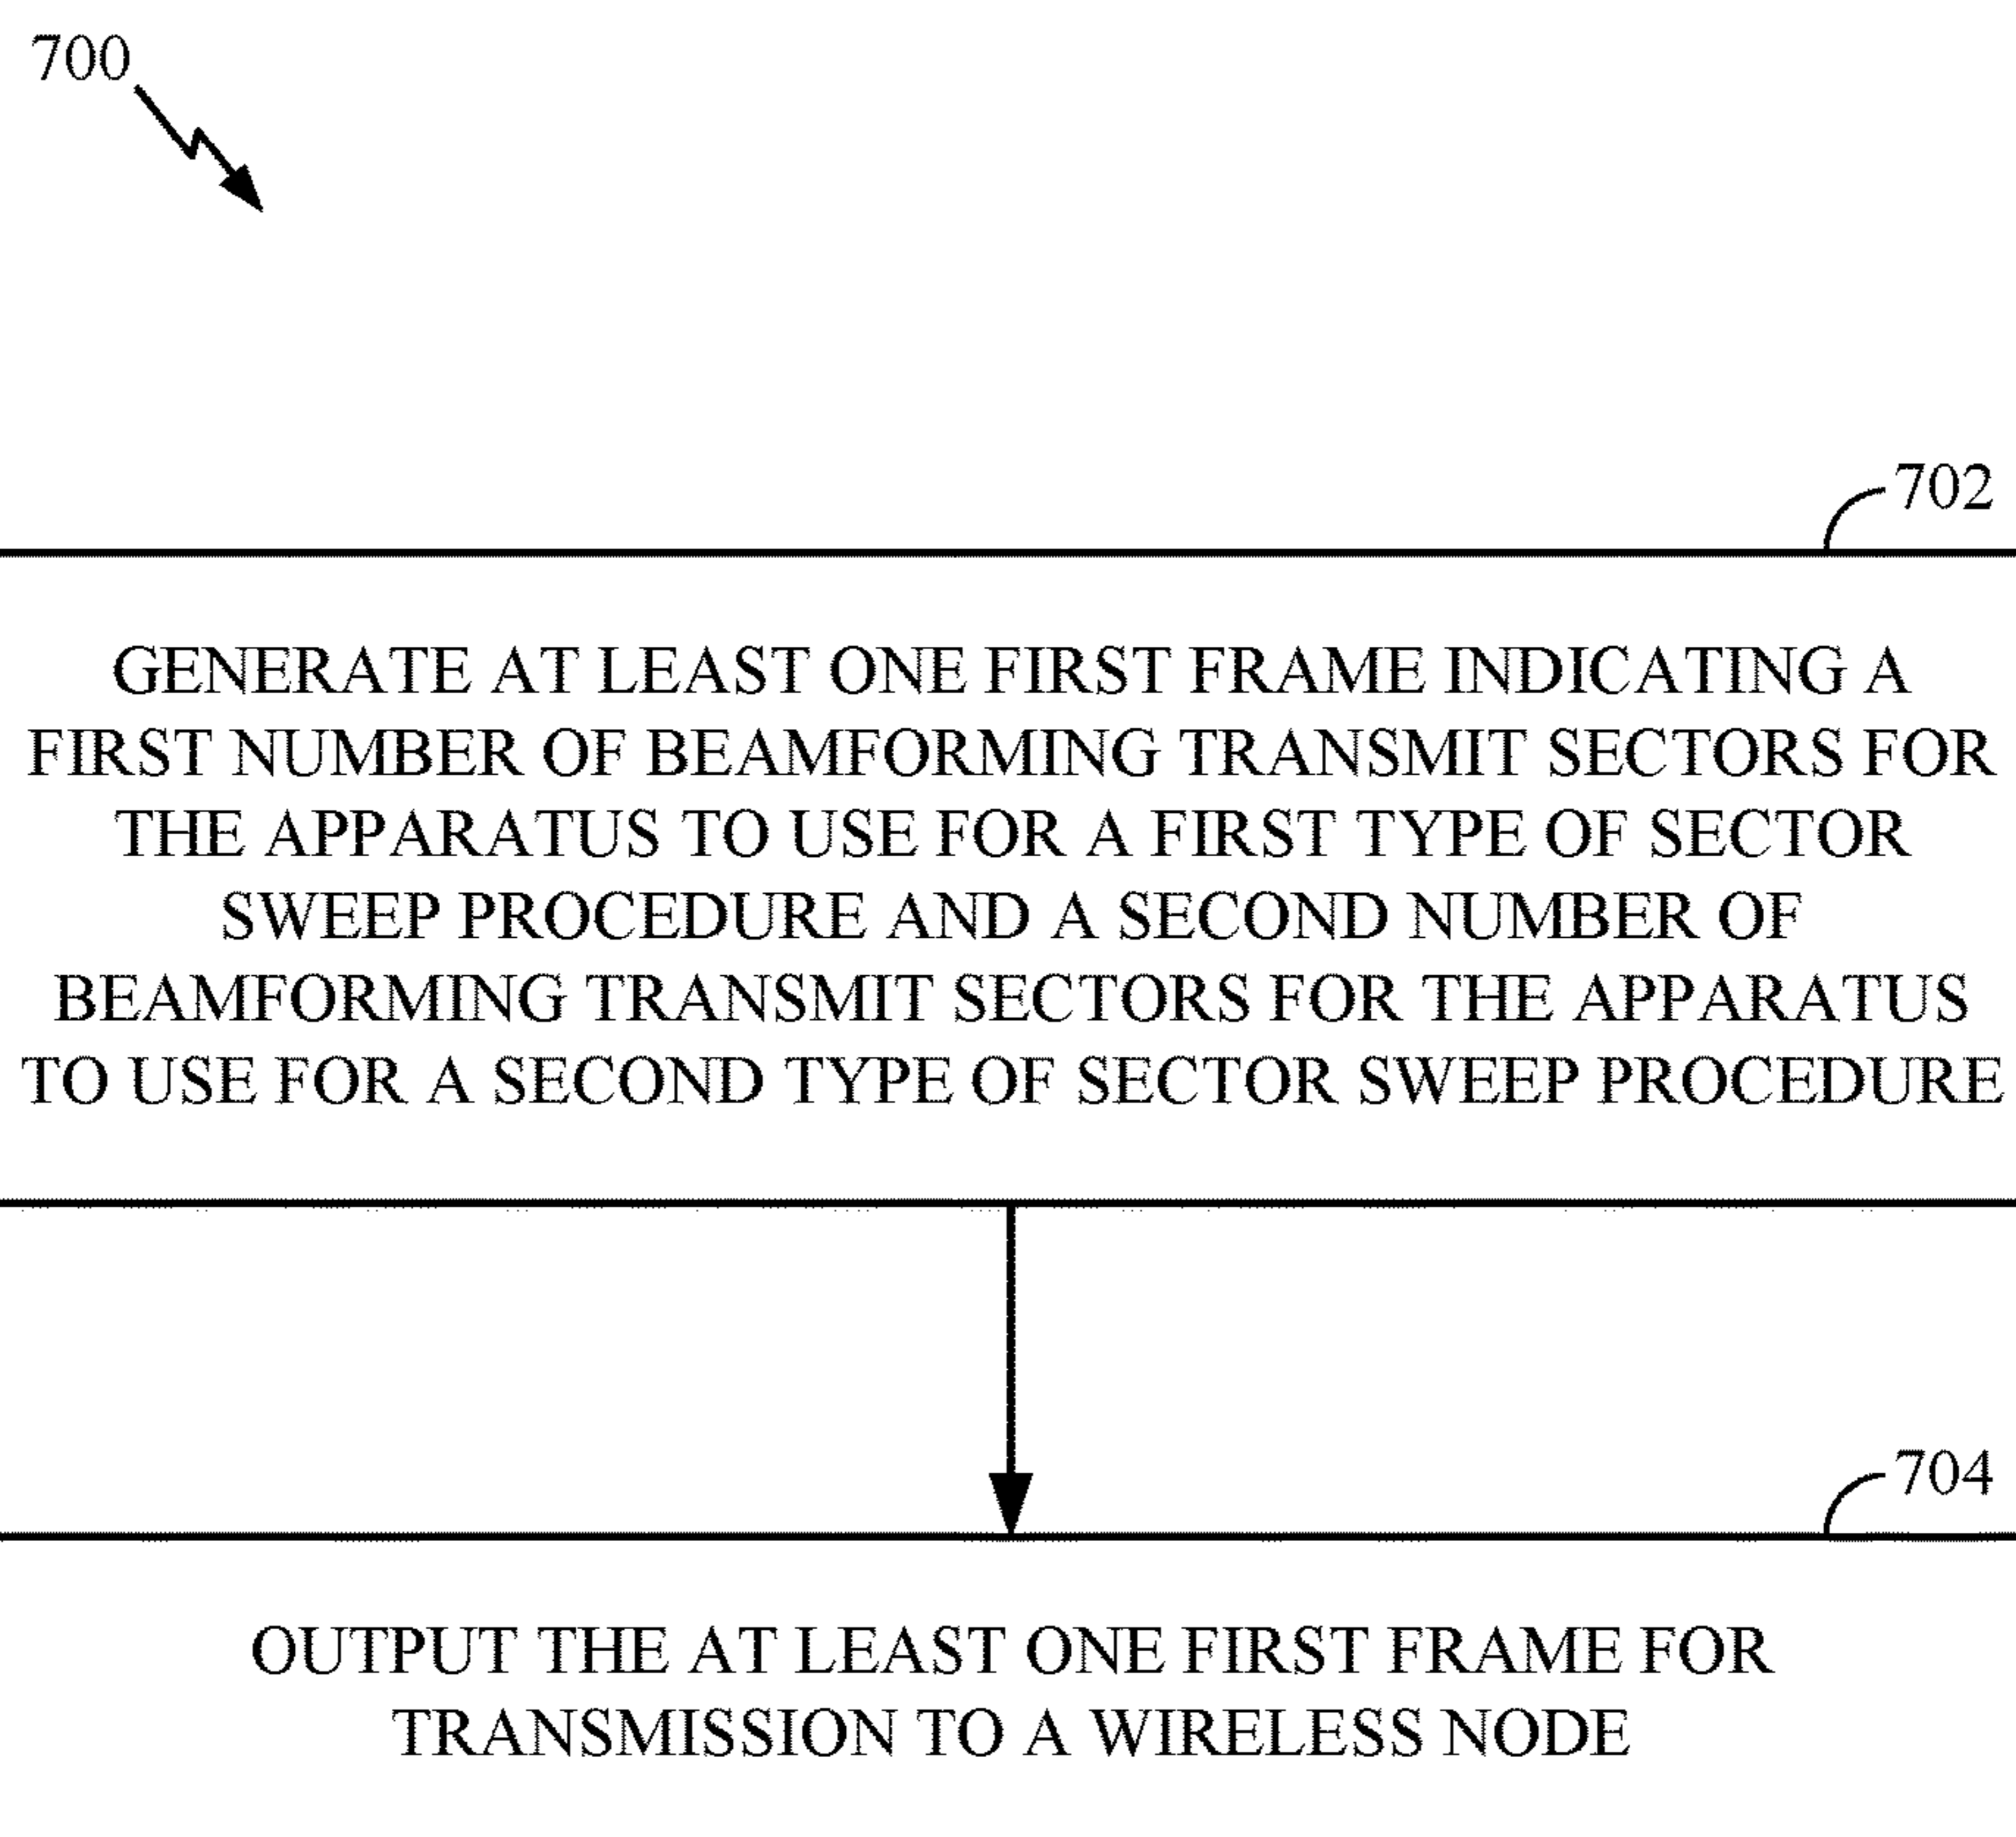 700
702
GENERATE AT LEAST ONE FIRST FRAME INDICATING A
FIRST NUMBER OF BEAMFORMING TRANSMIT SECTORS FOR
THE APPARATUS TO USE FOR A FIRST TYPE OF SECTOR
SWEEP PROCEDURE AND A SECOND NUMBER OF
BEAMFORMING TRANSMIT SECTORS FOR THE APPARATUS
TO USE FOR A SECOND TYPE OF SECTOR SWEEP PROCEDURE
704
OUTPUT THE AT LEAST ONE FIRST FRAME FOR
TRANSMISSION TO A WIRELESS NODE